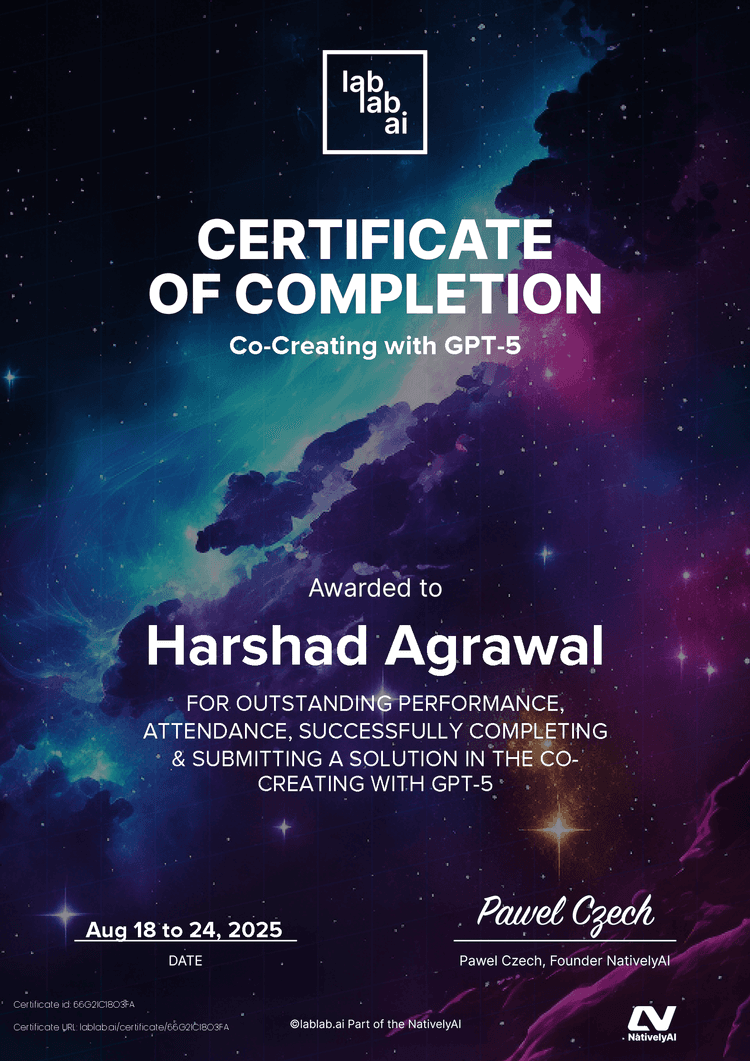 lab
lab
ai
CERTIFICATE
OF COMPLETION
Co-Creating with GPT-5
Awarded to
Harshad Agrawal
FOR OUTSTANDING PERFORMANCE,
ATTENDANCE, SUCCESSFULLY COMPLETING
& SUBMITTING A SOLUTION IN THE CO-
CREATING WITH GPT-5
Aug 18 to 24, 2025
DATE
Pawel Czech
Pawel Czech, Founder NativelyAI
Certificate id: 66G21C18O3FA
Certificate URL: lablab.ai/certificate/66G21C18O3FA
©lablab.ai Part of the NativelyAI
NativelyAI